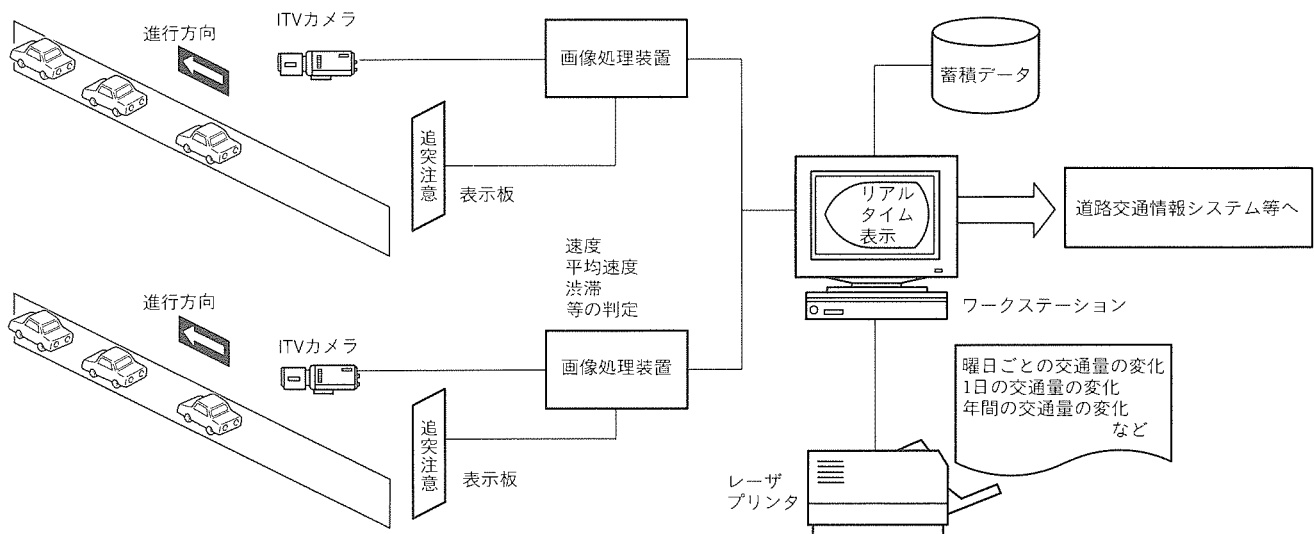 ITVカメラ
進行方向
画像処理装置
蓄積データ
追突注意
表示板
リアル
タイム
表示
道路交通情報システム等へ
速度
平均速度
渋滞
等の判定
ワークステーション
進行方向
ITVカメラ
画像処理装置
追突注意
表示板
曜日ごとの交通量の変化
1日の交通量の変化
年間の交通量の変化
など
レーザ
プリンタ